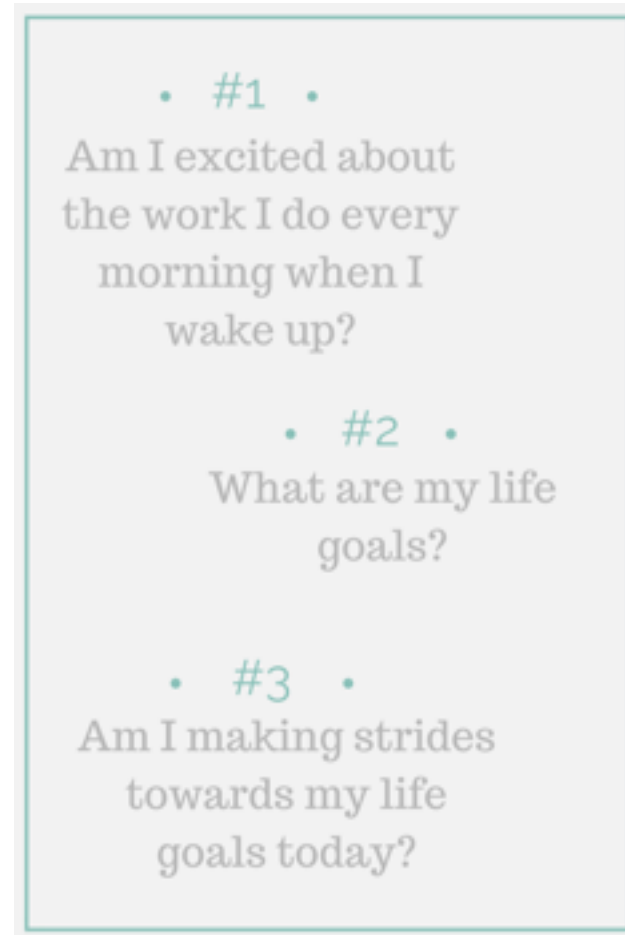 • #1 •
Am I excited about
the work I do every
morning when I
wake up?
• #2 •
What are my life
goals?
• #3 •
Am I making strides
towards my life
goals today?